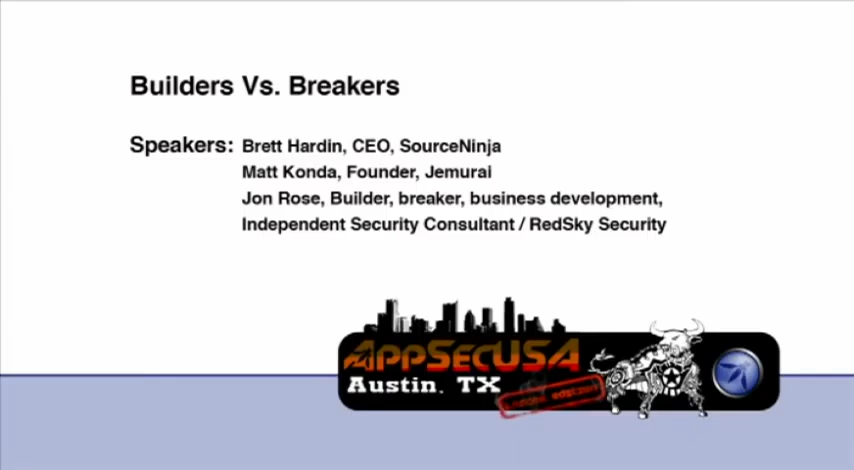 Builders Vs. Breakers
Speakers: Brett Hardin, CEO, SourceNinja
Matt Konda, Founder, Jemurai
Jon Rose, Builder, breaker, business development,
Independent Security Consultant / RedSky Security
APPSECUSA
Austin, TX